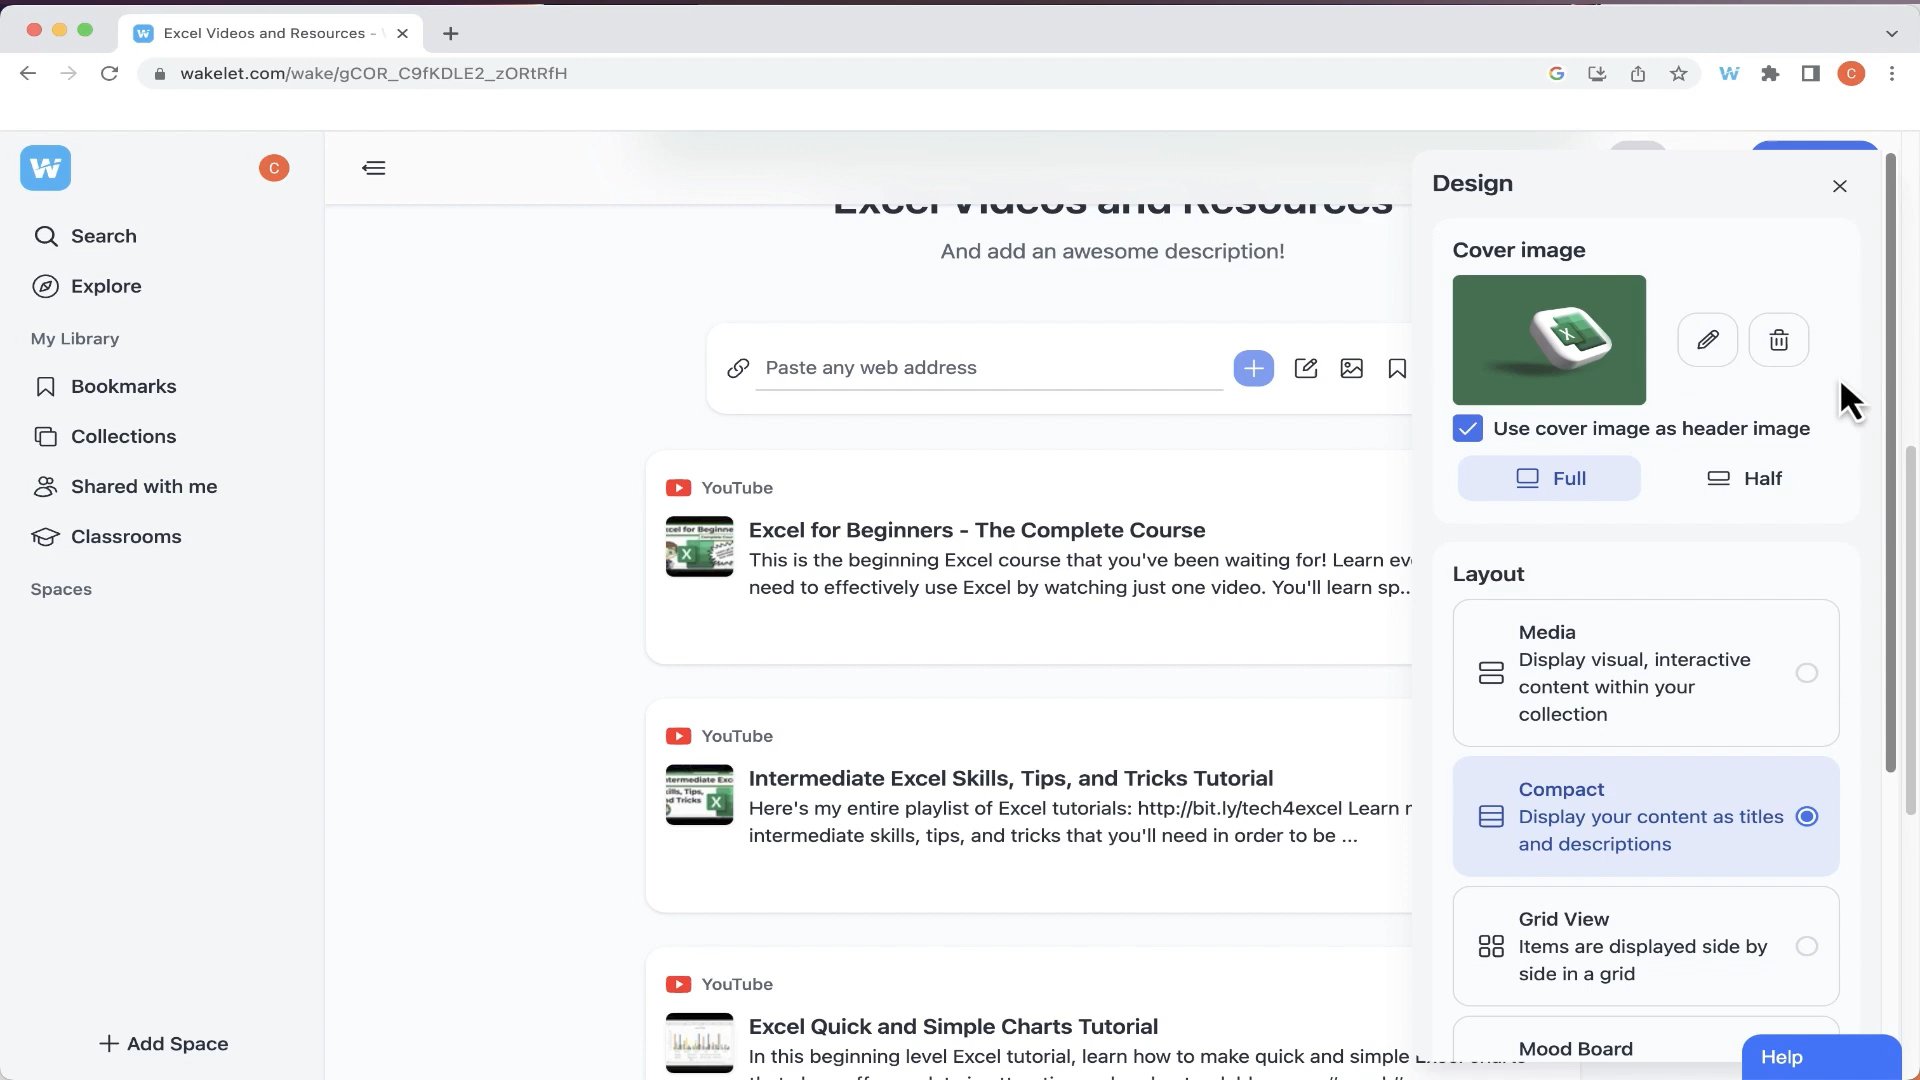 Excel Videos and Resources -
wakelet.com/wake/gCOR_C9fKDLE2_zORtRfH
C
W
C
Search
Explore
My Library
Bookmarks
Collections
Shared with me
Classrooms
Spaces
Add Space
Excel Videos and Resources
And add an awesome description!
Paste any web address
YouTube
Excel for Beginners - The Complete Course
This is the beginning Excel course that you've been waiting for! Learn ev
need to effectively use Excel by watching just one video. You'll learn sp..
YouTube
Intermediate Excel Skills, Tips, and Tricks Tutorial
Here's my entire playlist of Excel tutorials: http://bit.ly/tech4excel Learn
intermediate skills, tips, and tricks that you'll need in order to be ...
YouTube
Excel Quick and Simple Charts Tutorial
In this beginning level Excel tutorial, learn how to make quick and simple
Design
Cover image
X
Use cover image as header image
Full
Half
Layout
Media
Display visual, interactive
content within your
collection
Compact
Display your content as titles
and descriptions
Grid View
Items are displayed side by
side in a grid
Mood Board
Help